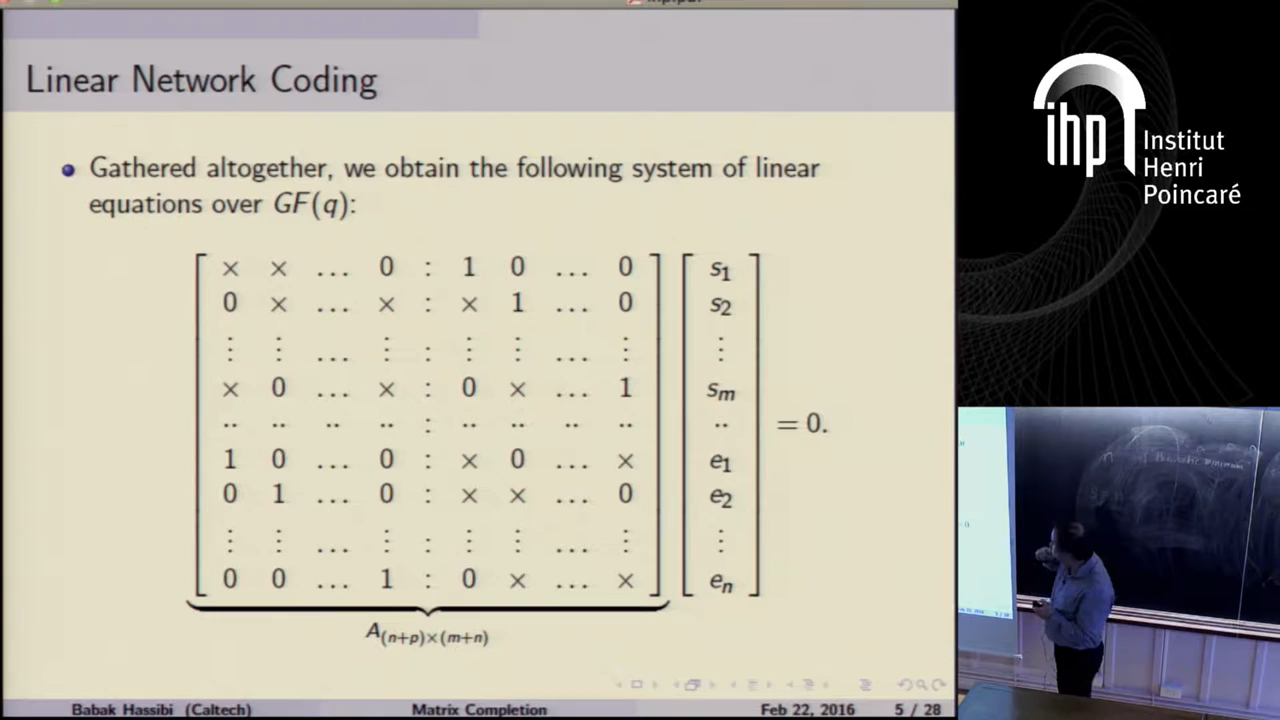 Linear Network Coding
Gathered altogether, we obtain the following system of linear
equations over GF(q):
× × ... 0 : 1 0 ... 0 s1
0 × ... × : × 1 ... 0 s2
⋮ ⋮ ... ⋮ : ⋮ ⋮ ... ⋮ ⋮
× 0 ... × : 0 × ... 1 sm
.. .. .. .. : .. .. .. .. .. = 0.
1 0 ... 0 : × 0 ... × e1
0 1 ... 0 : × × ... 0 e2
⋮ ⋮ ... ⋮ : ⋮ ⋮ ... ⋮ ⋮
0 0 ... 1 : 0 × ... × en
A(n+p)×(m+n)
Babak Hassibi (Caltech) Matrix Completion Feb 22, 2016 5 / 28
ihp Institut
Henri
Poincaré